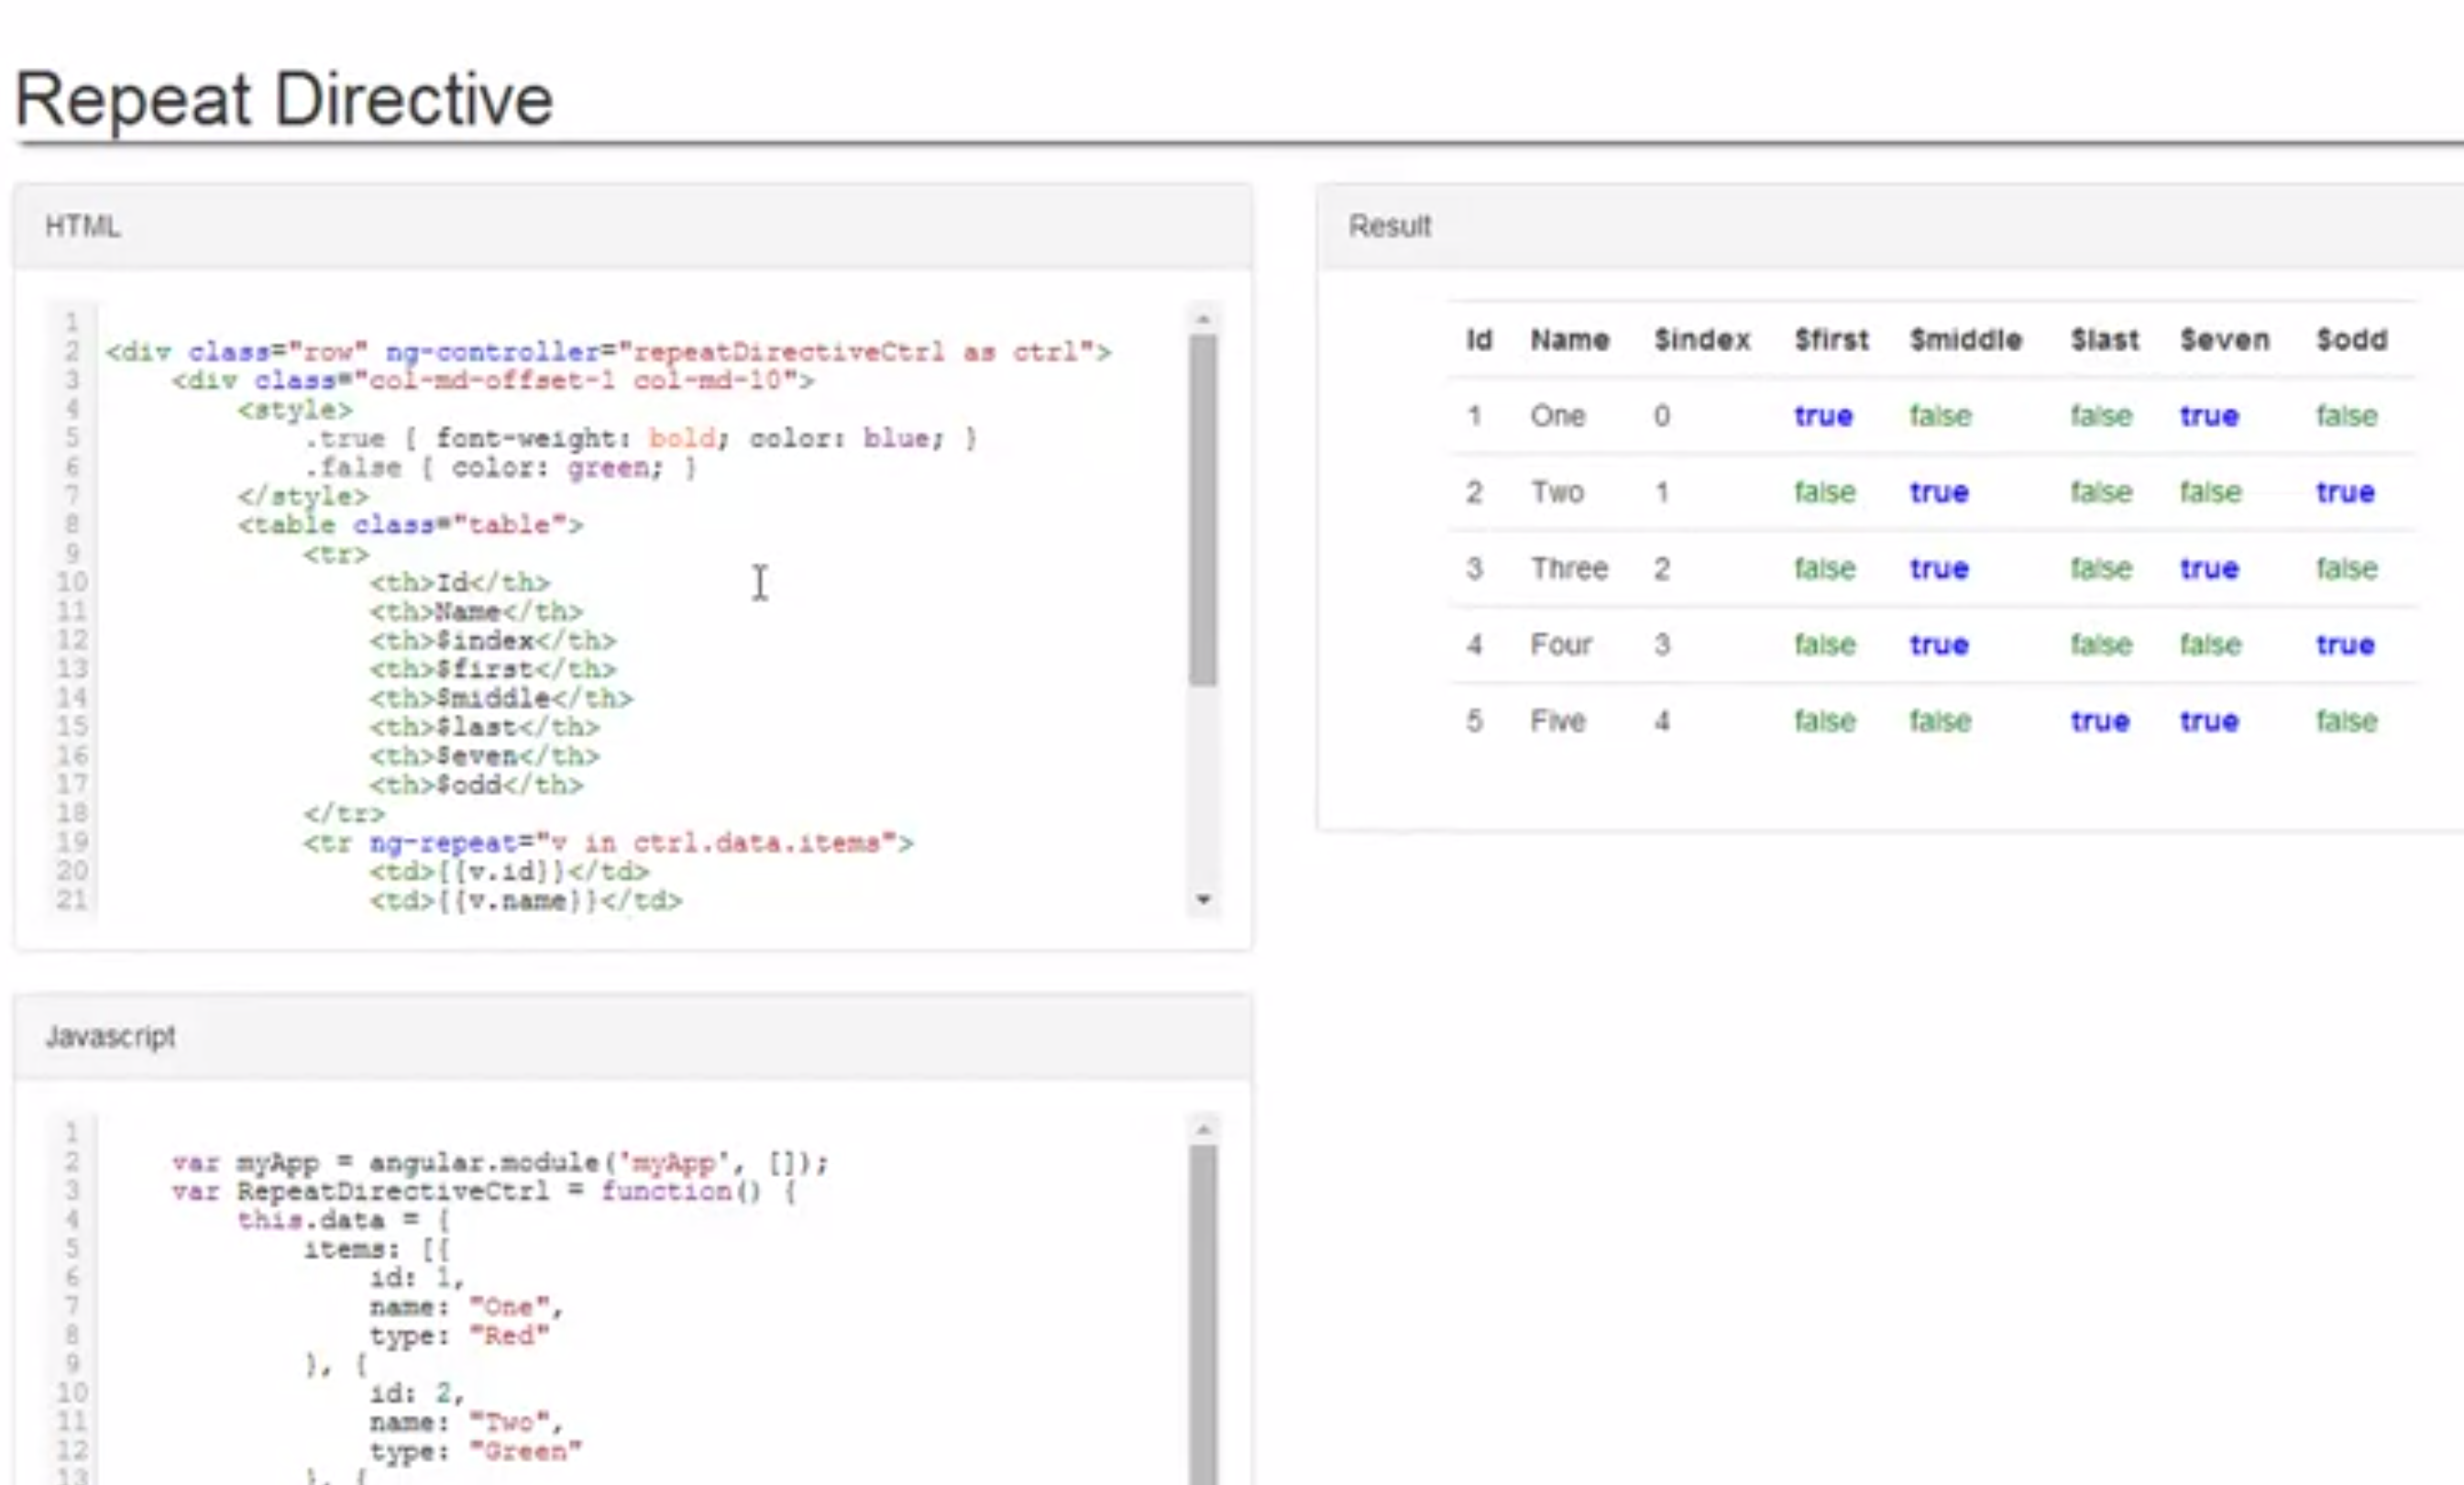 Repeat Directive
HTML
1
2 <div class="row" ng-controller="repeatDirectiveCtrl as ctrl">
3 <div class="col-md-offset-1 col-md-10">
4 <style>
5 .true { font-weight: bold; color: blue; }
6 .false { color: green; }
7 </style>
8 <table class="table">
9 <tr>
10 <th>Id</th>
11 <th>Name</th>
12 <th>$index</th>
13 <th>$first</th>
14 <th>$middle</th>
15 <th>$last</th>
16 <th>$even</th>
17 <th>$odd</th>
18 </tr>
19 <tr ng-repeat="v in ctrl.data.items">
20 <td>{{v.id}}</td>
21 <td>{{v.name}}</td>
Result
Id Name $index $first $middle $last $even $odd
1 One 0 true false false true false
2 Two 1 false true false false true
3 Three 2 false true false true false
4 Four 3 false true false false true
5 Five 4 false false true true false
Javascript
1
2 var myApp = angular.module('myApp', []);
3 var RepeatDirectiveCtrl = function() {
4 this.data = {
5 items: [{
6 id: 1,
7 name: "One",
8 type: "Red"
9 }, {
10 id: 2,
11 name: "Two",
12 type: "Green"
13 }, {